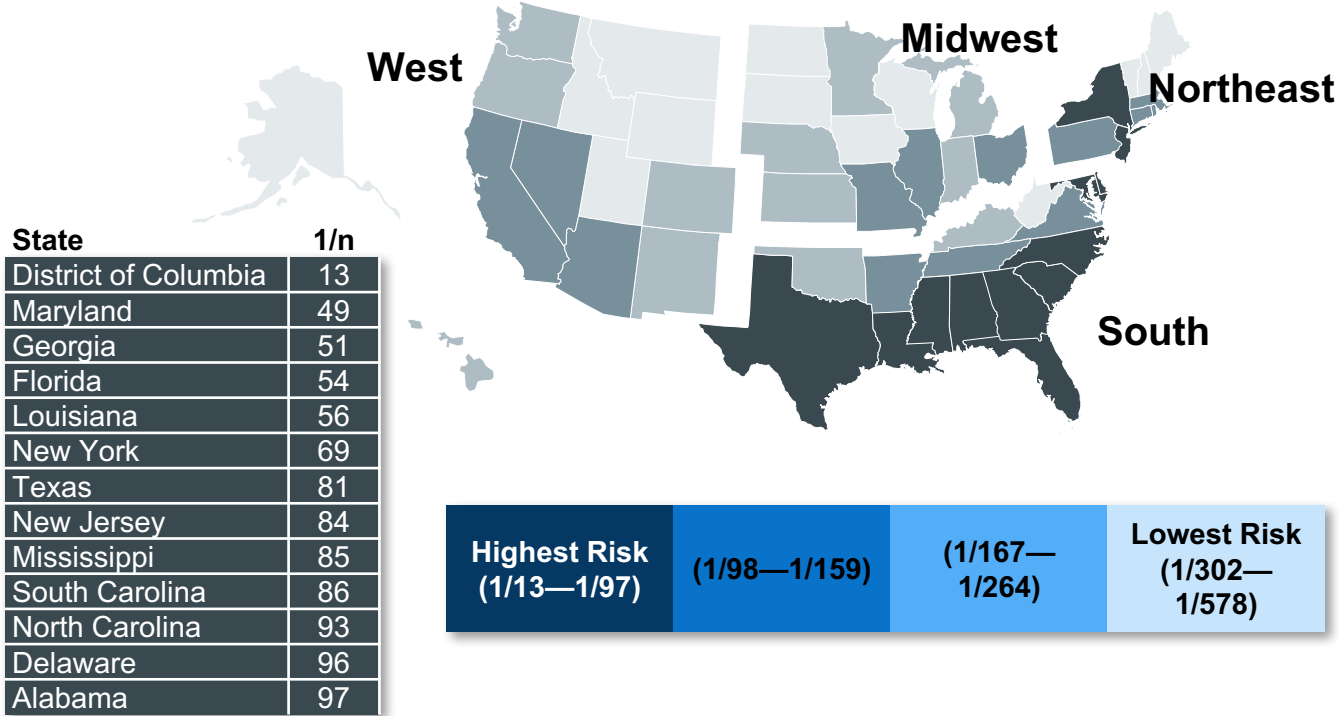 West
Midwest
Northeast
South
State 1/n
District of Columbia 13
Maryland 49
Georgia 51
Florida 54
Louisiana 56
New York 69
Texas 81
New Jersey 84
Mississippi 85
South Carolina 86
North Carolina 93
Delaware 96
Alabama 97
Highest Risk
(1/13—1/97)
(1/98—1/159)
(1/167—
1/264)
Lowest Risk
(1/302—
1/578)